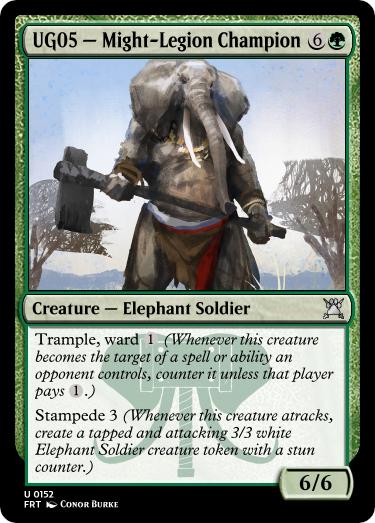 UG05 — Might-Legion Champion 6
Creature — Elephant Soldier
Trample, ward 1 (Whenever this creature
becomes the target of a spell or ability an
opponent controls, counter it unless that player
pays 1.)
Stampede 3 (Whenever this creature atracks,
create a tapped and attacking 3/3 white
Elephant Soldier creature token with a stun
counter.)
6/6
U 0152
FRT Conor Burke